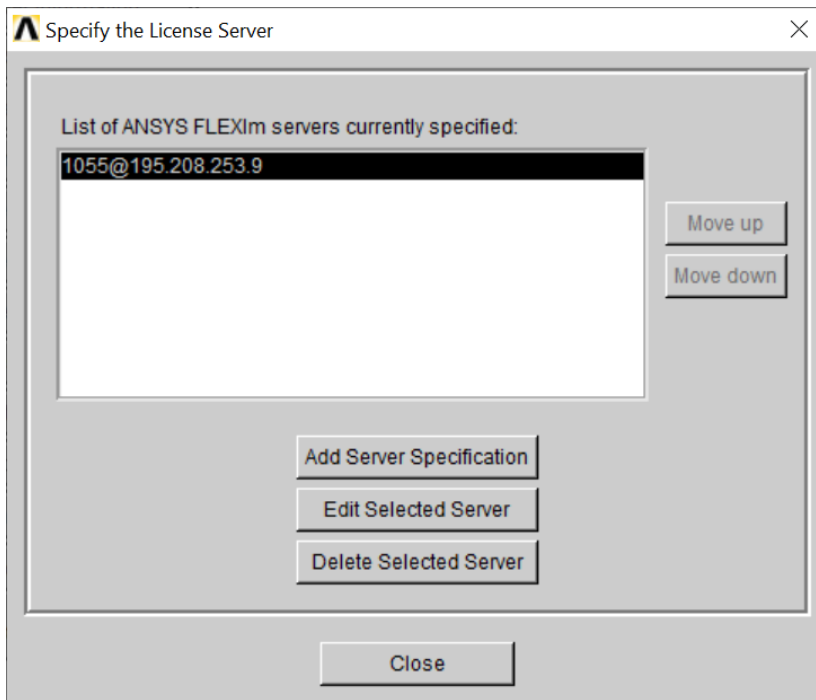 Specify the License Server
List of ANSYS FLEXlm servers currently specified:
1055@195.208.253.9
Move up
Move down
Add Server Specification
Edit Selected Server
Delete Selected Server
Close